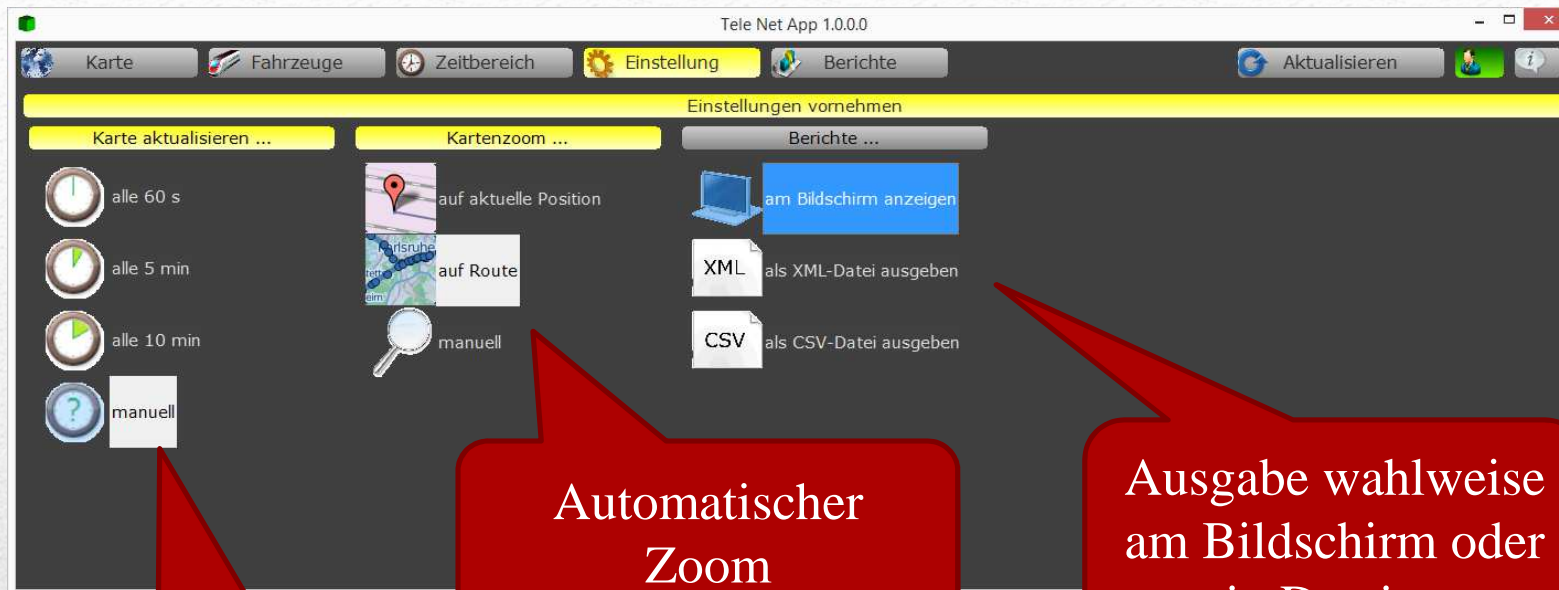 Tele Net App 1.0.0.0
Karte Fahrzeuge Zeitbereich Einstellung Berichte Aktualisieren
Einstellungen vornehmen
Karte aktualisieren ... Kartenzoom ... Berichte ...
alle 60 s auf aktuelle Position am Bildschirm anzeigen
Karlsruhe
alle 5 min auf Route XML als XML-Datei ausgeben
alle 10 min manuell CSV als CSV-Datei ausgeben
manuell
Automatischer
Zoom
Ausgabe wahlweise
am Bildschirm oder